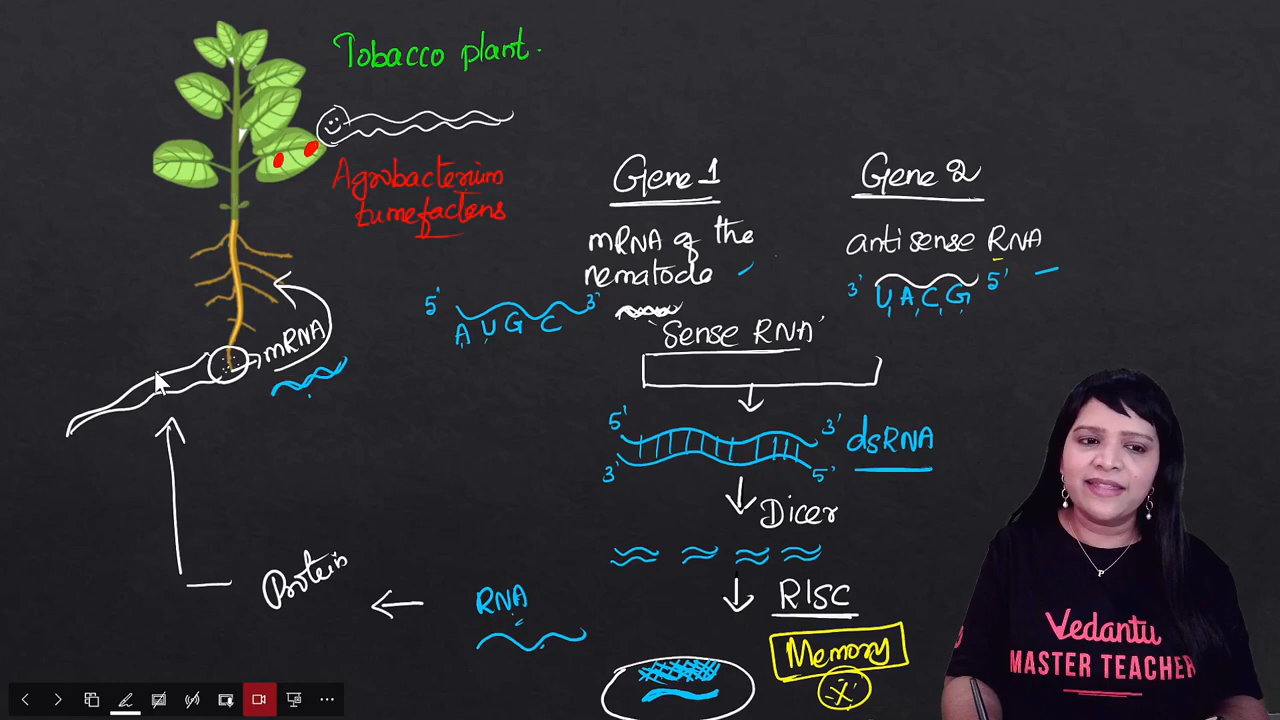 Tobacco plant.
Agrobacterium
tumefaciens
mRNA
Gene 1
mRNA of the
nematode
5' 3'
A U G C
'Sense RNA'
Gene 2
antisense RNA
3' 5'
U A C G
5' 3' dsRNA
3' 5'
Dicer
RISC
Memory
RNA
Protein
P
Vedantu
MASTER TEACHER